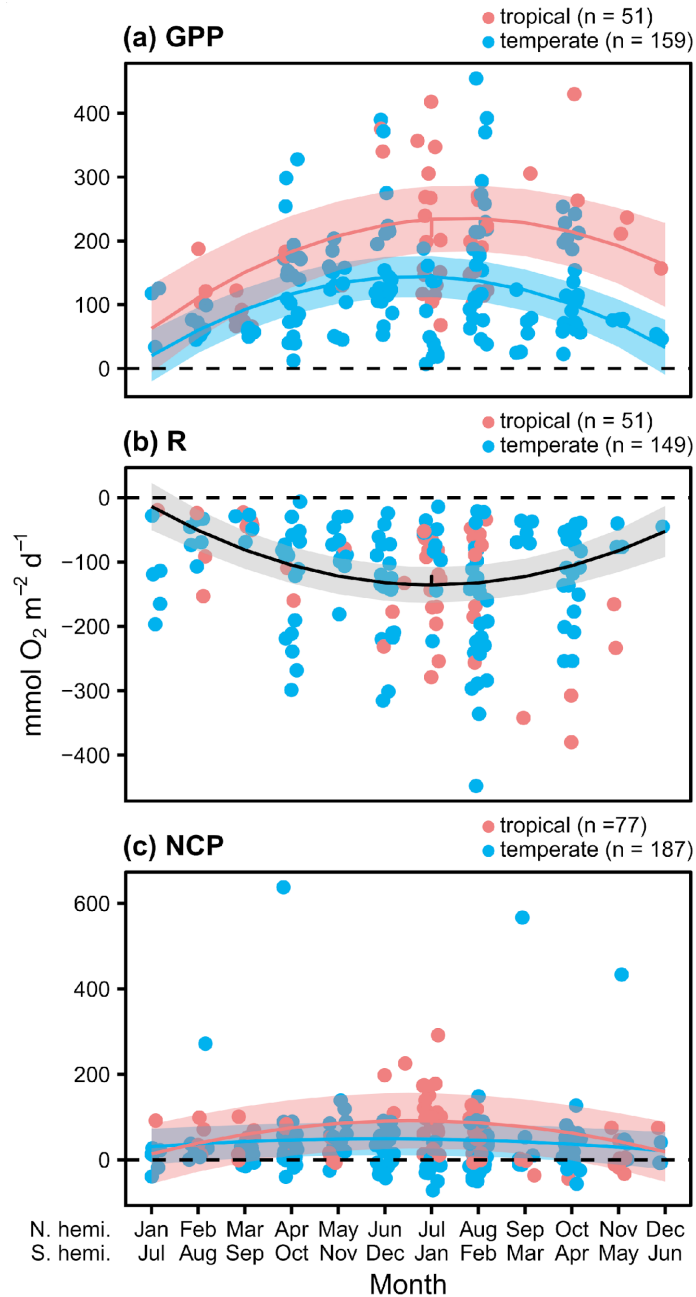 (a) GPP
tropical (n = 51)
temperate (n = 159)
400
300
200
100
0
(b) R
tropical (n = 51)
temperate (n = 149)
0
−100
−200
−300
−400
mmol O₂ m⁻² d⁻¹
(c) NCP
tropical (n =77)
temperate (n = 187)
600
400
200
0
N. hemi. Jan Feb Mar Apr May Jun Jul Aug Sep Oct Nov Dec
S. hemi. Jul Aug Sep Oct Nov Dec Jan Feb Mar Apr May Jun
Month